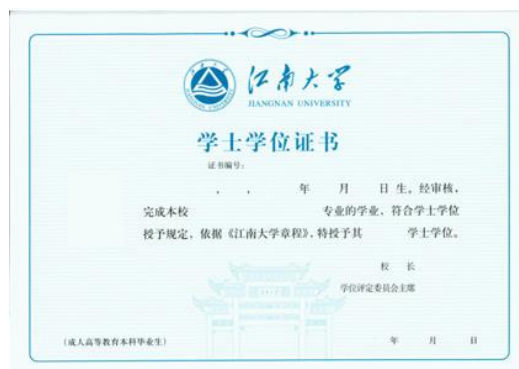 江南大学
JIANGNAN UNIVERSITY
学士学位证书
证书编号：
， ， 年 月 日 生。经审核，
完成本校 专业的学业，符合学士学位
授予规定，依据《江南大学章程》，特授予其 学士学位。
校 长
学位评定委员会主席
（成人高等教育本科毕业生） 年 月 日